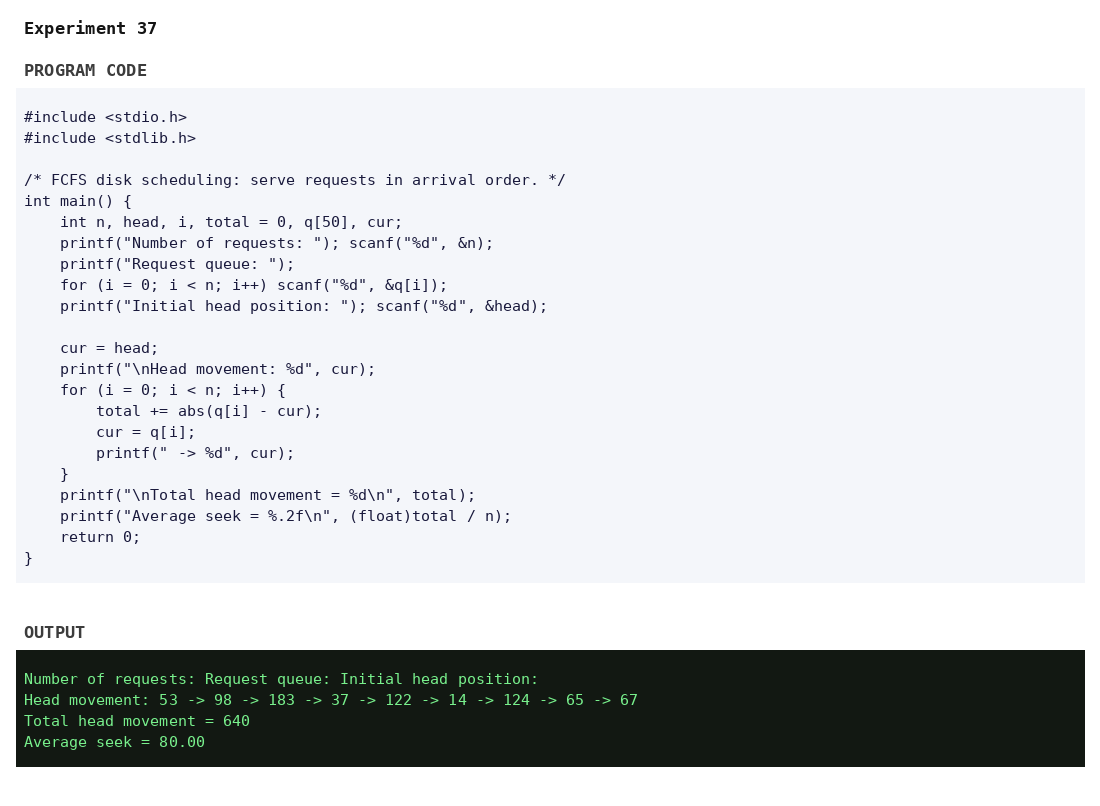 Experiment 37
PROGRAM CODE
#include <stdio.h>
#include <stdlib.h>
/* FCFS disk scheduling: serve requests in arrival order. */
int main() {
    int n, head, i, total = 0, q[50], cur;
    printf("Number of requests: "); scanf("%d", &n);
    printf("Request queue: ");
    for (i = 0; i < n; i++) scanf("%d", &q[i]);
    printf("Initial head position: "); scanf("%d", &head);
    cur = head;
    printf("\nHead movement: %d", cur);
    for (i = 0; i < n; i++) {
        total += abs(q[i] - cur);
        cur = q[i];
        printf(" -> %d", cur);
    }
    printf("\nTotal head movement = %d\n", total);
    printf("Average seek = %.2f\n", (float)total / n);
    return 0;
}
OUTPUT
Number of requests: Request queue: Initial head position:
Head movement: 53 -> 98 -> 183 -> 37 -> 122 -> 14 -> 124 -> 65 -> 67
Total head movement = 640
Average seek = 80.00